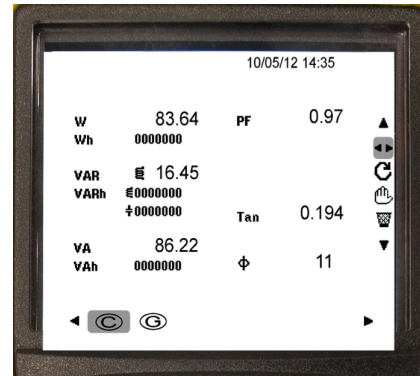 10/05/12 14:35
W 83.64 PF 0.97
Wh 0000000
VAR 16.45
VARh 0000000
0000000
Tan 0.194
VA 86.22
VAh 0000000 Φ 11
C G